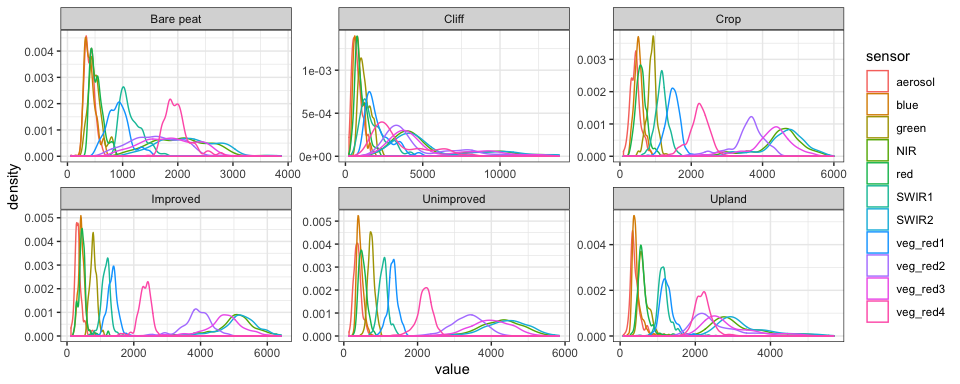 Bare peat
Cliff
Crop
0.005
0.004
0.003
0.002
0.001
0.000
0
1000
2000
3000
4000
1e-03
5e-04
0e+00
0
5000
10000
0.003
0.002
0.001
0.000
0
2000
4000
6000
Improved
Unimproved
Upland
0.005
0.004
0.003
0.002
0.001
0.000
0
2000
4000
6000
0.005
0.004
0.003
0.002
0.001
0.000
0
2000
4000
6000
0.004
0.002
0.000
0
2000
4000
density
value
sensor
aerosol
blue
green
NIR
red
SWIR1
SWIR2
veg_red1
veg_red2
veg_red3
veg_red4